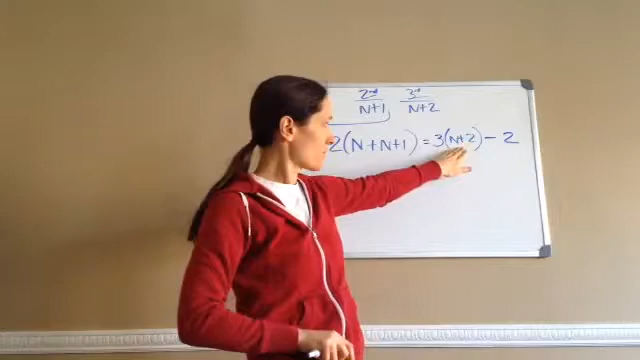 2nd 3rd
N+1 N+2
2(N+N+1) = 3(N+2) - 2